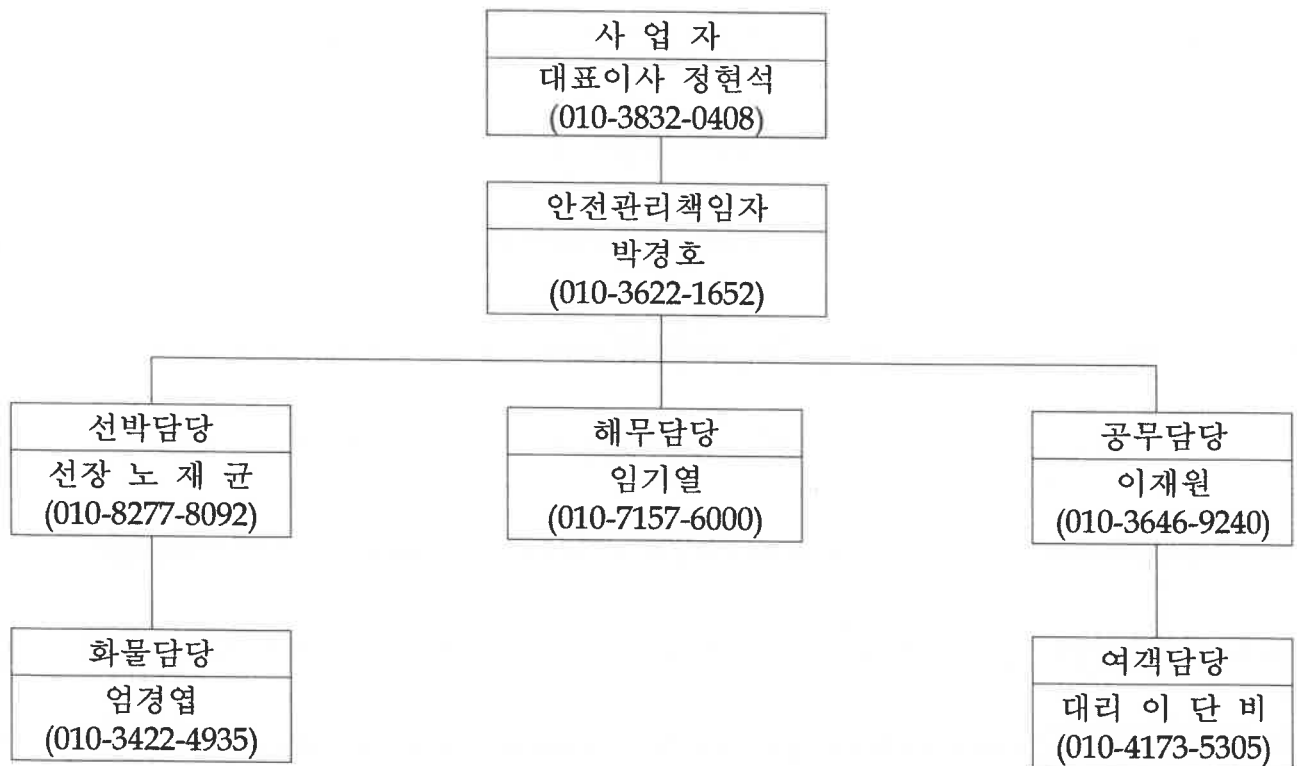 사 업 자
대표이사 정현석
(010-3832-0408)
안전관리책임자
박경호
(010-3622-1652)
선박담당
선장 노 재 균
(010-8277-8092)
해무담당
임기열
(010-7157-6000)
공무담당
이재원
(010-3646-9240)
화물담당
엄경엽
(010-3422-4935)
여객담당
대리 이 단 비
(010-4173-5305)